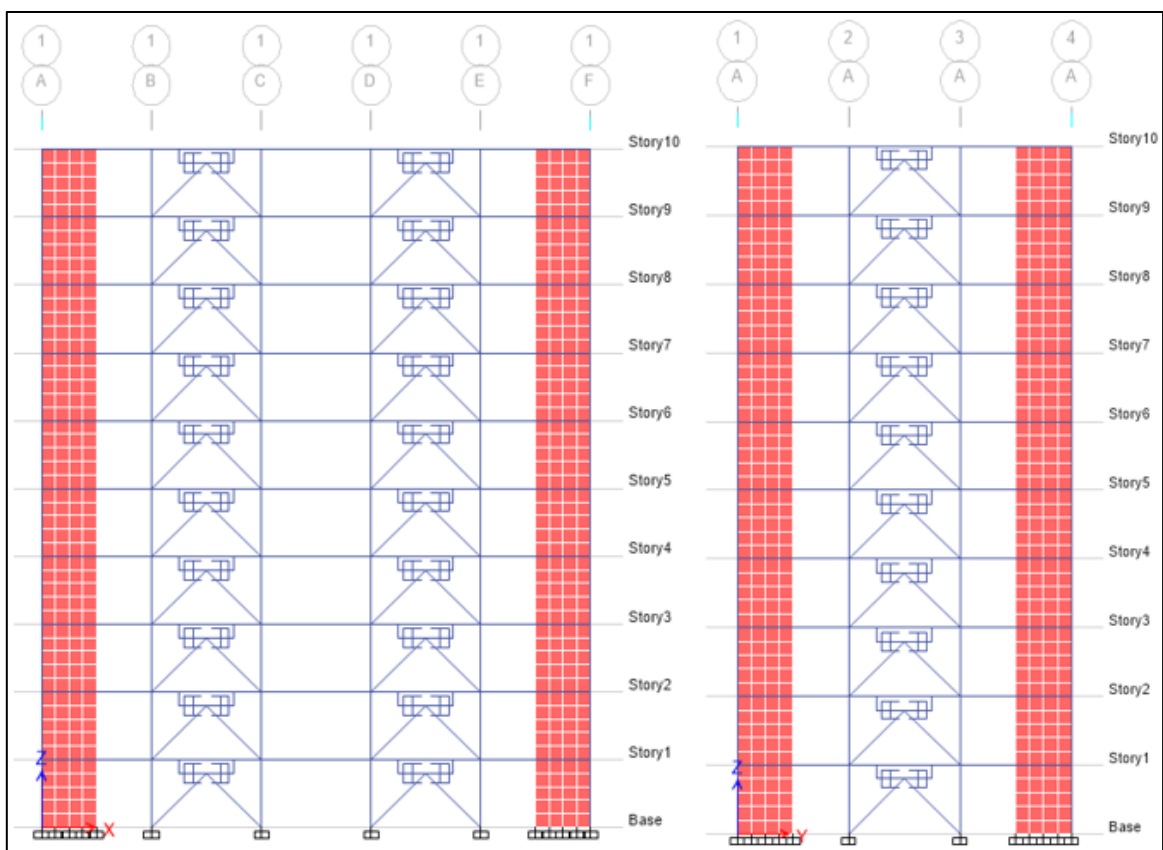 1 1 1 1 1 1
A B C D E F
Story10
Story9
Story8
Story7
Story6
Story5
Story4
Story3
Story2
Story1
Z
Base
X
1 2 3 4
A A A A
Story10
Story9
Story8
Story7
Story6
Story5
Story4
Story3
Story2
Story1
Z
Base
Y